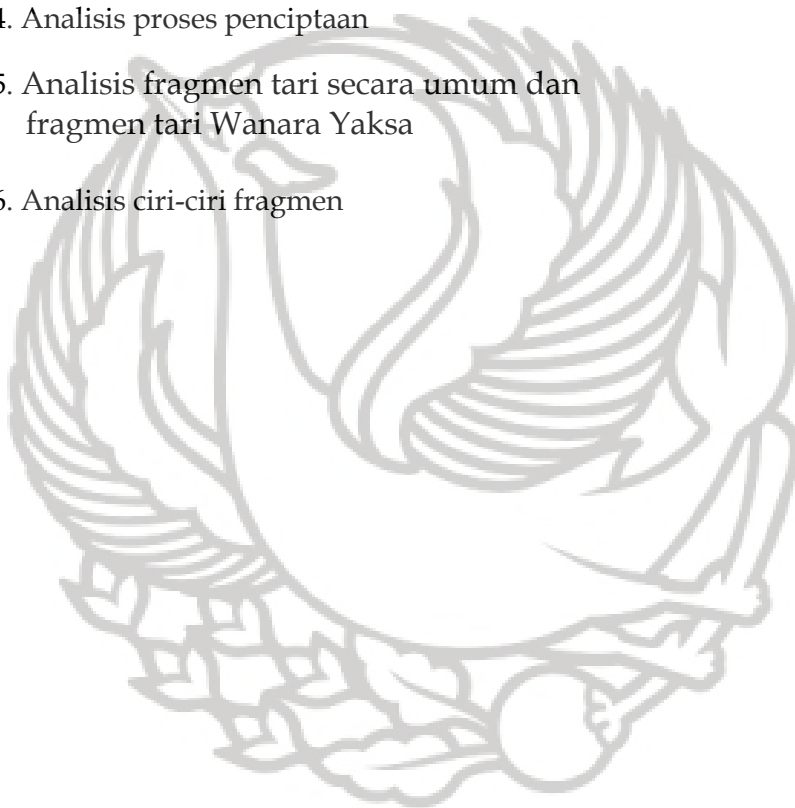 4. Analisis proses penciptaan
5. Analisis fragmen tari secara umum dan
fragmen tari Wanara Yaksa
6. Analisis ciri-ciri fragmen